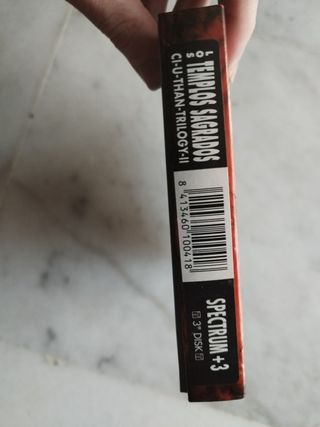 LOS TEMPLOS SAGRADOS
CI-U-THAN-TRILOGY-II
8 413460 100418
SPECTRUM +3
3" DISK